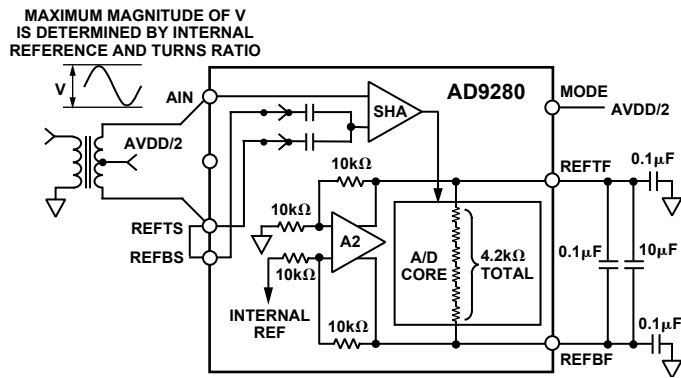 MAXIMUM MAGNITUDE OF V
IS DETERMINED BY INTERNAL
REFERENCE AND TURNS RATIO
V
AIN
SHA
AD9280
MODE
AVDD/2
AVDD/2
10kΩ
REFTF
0.1µF
REFTS
10kΩ
A2
A/D
CORE
4.2kΩ
TOTAL
0.1µF
10µF
REFBS
10kΩ
INTERNAL
REF
10kΩ
0.1µF
REFBF